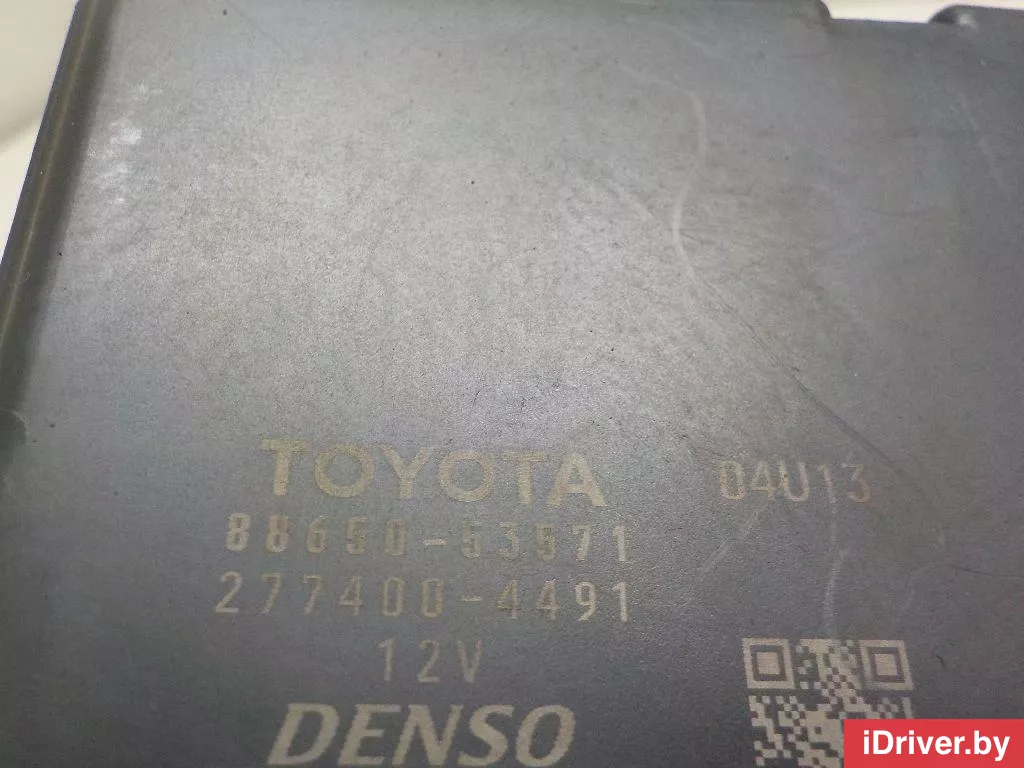 TOYOTA 04U13
88650-53571
277400-4491
12V
DENSO
iDriver.by